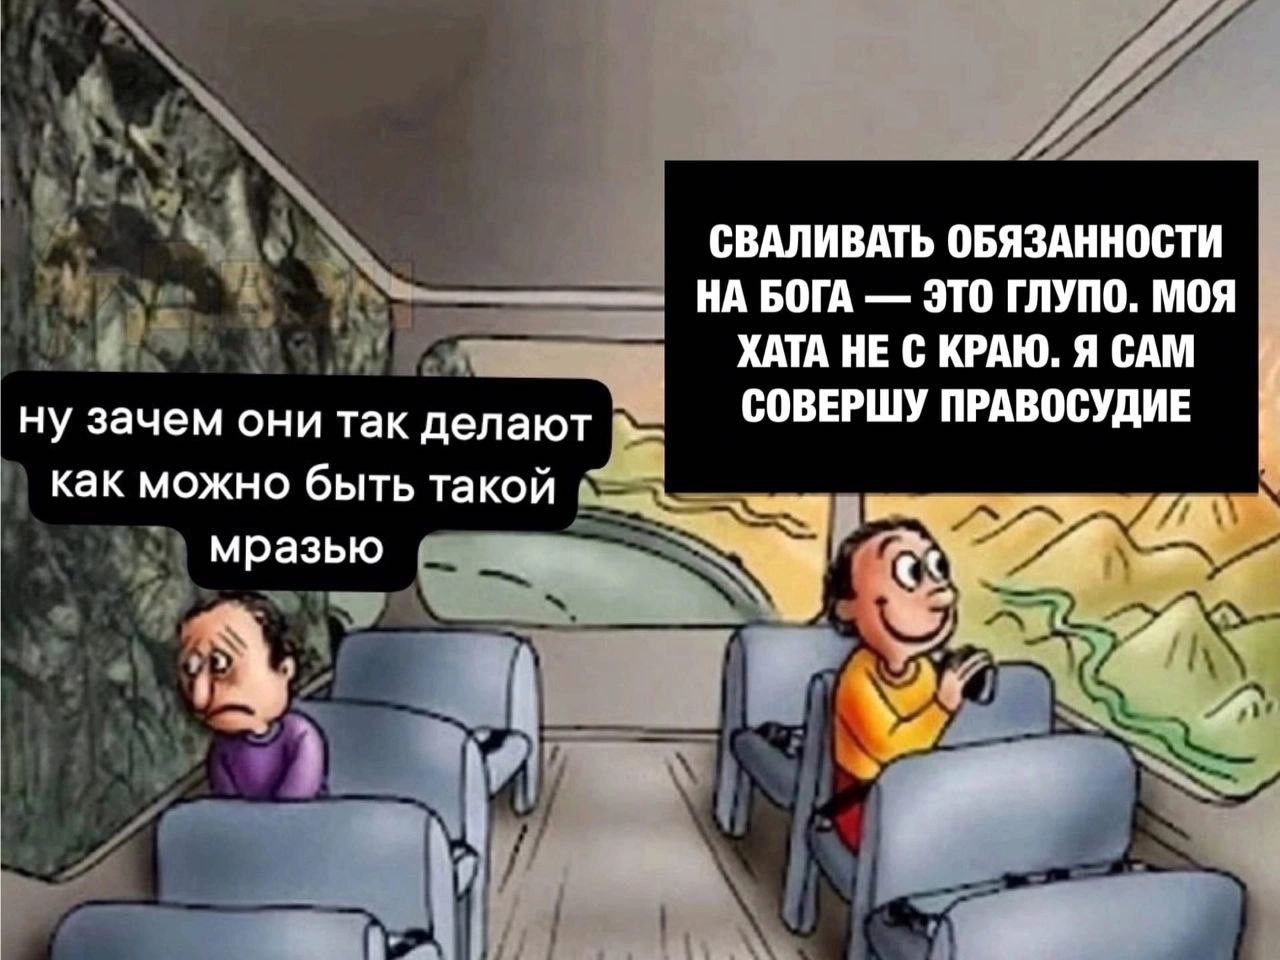 СВАЛИВАТЬ ОБЯЗАННОСТИ
НА БОГА — ЭТО ГЛУПО. МОЯ
ХАТА НЕ С КРАЮ. Я САМ
СОВЕРШУ ПРАВОСУДИЕ
ну зачем они так делают
как можно быть такой
мразью